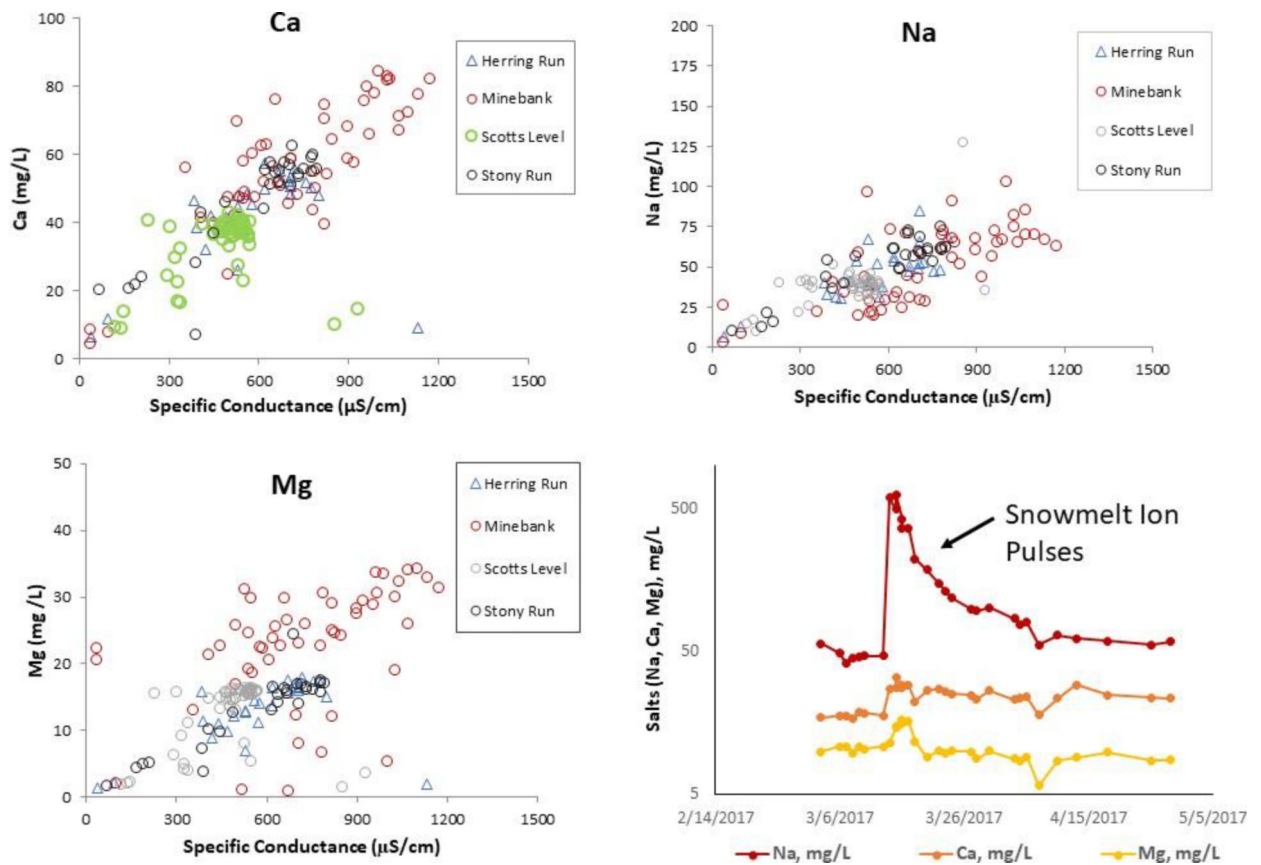 Ca
Ca (mg/L)
100
80
60
40
20
0
0 300 600 900 1200 1500
Specific Conductance (µS/cm)
Herring Run
Minebank
Scotts Level
Stony Run
Na
Na (mg/L)
200
175
150
125
100
75
50
25
0
0 300 600 900 1200 1500
Specific Conductance (µS/cm)
Herring Run
Minebank
Scotts Level
Stony Run
Mg
Mg (mg /L)
50
40
30
20
10
0
0 300 600 900 1200 1500
Specific Conductance (µS/cm)
Herring Run
Minebank
Scotts Level
Stony Run
Salts (Na, Ca, Mg), mg/L
500
50
5
Snowmelt Ion
Pulses
2/14/2017 3/6/2017 3/26/2017 4/15/2017 5/5/2017
Na, mg/L Ca, mg/L Mg, mg/L